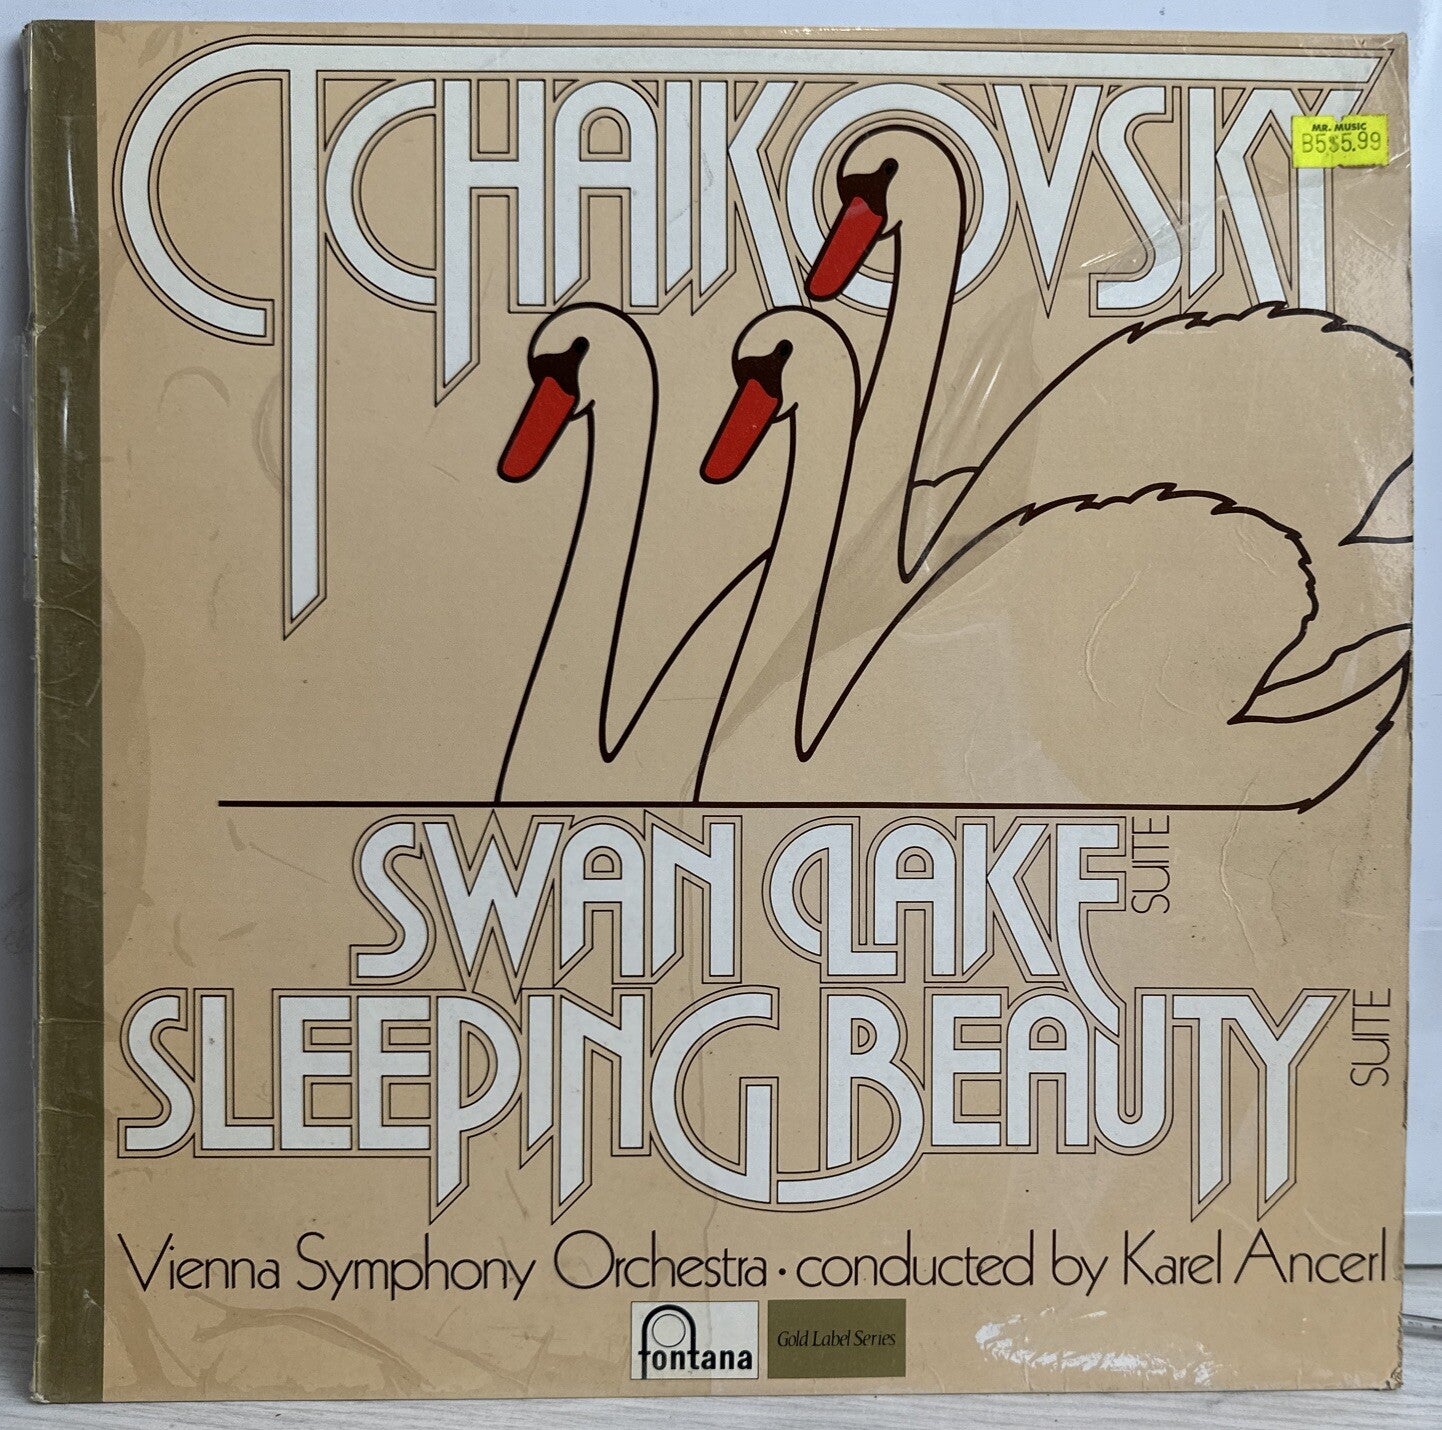 TCHAIKOVSKY
MR. MUSIC
B5$5.99
SWAN LAKE SUITE
SLEEPING BEAUTY SUITE
Vienna Symphony Orchestra · conducted by Karel Ancerl
fontana
Gold Label Series